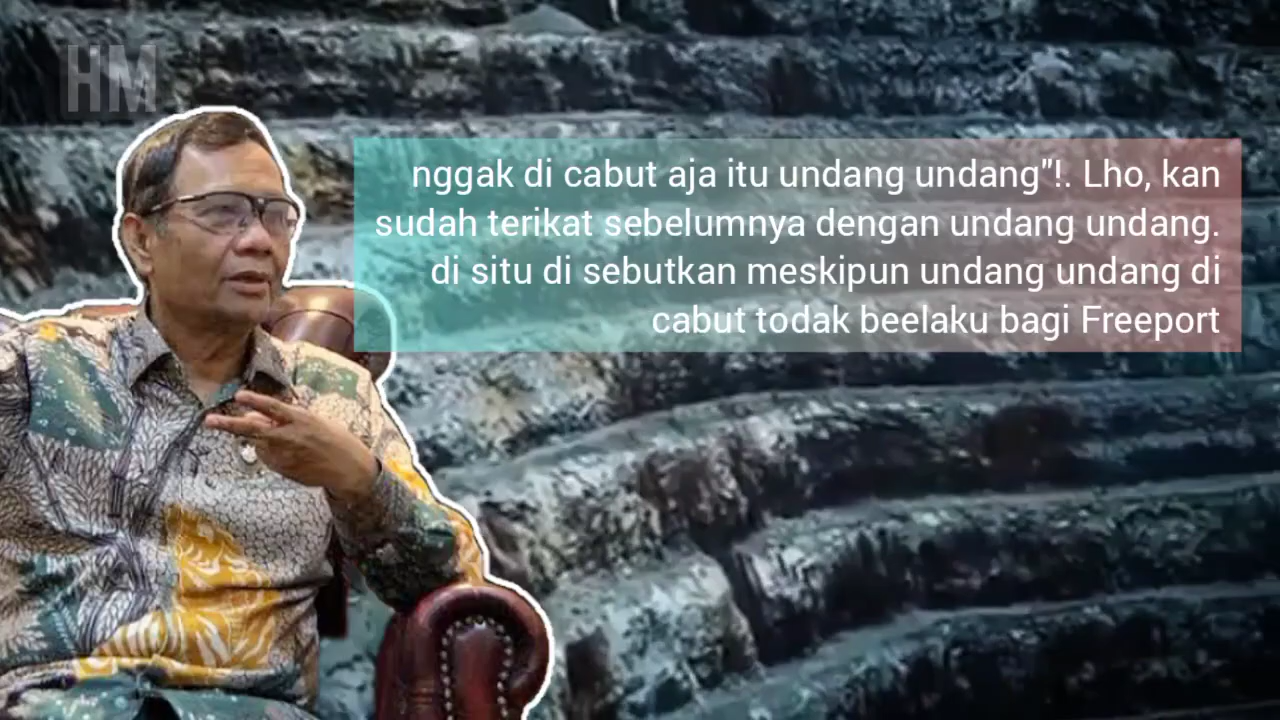 HM
nggak di cabut aja itu undang undang"!. Lho, kan
sudah terikat sebelumnya dengan undang undang.
di situ di sebutkan meskipun undang undang di
cabut todak beelaku bagi Freeport